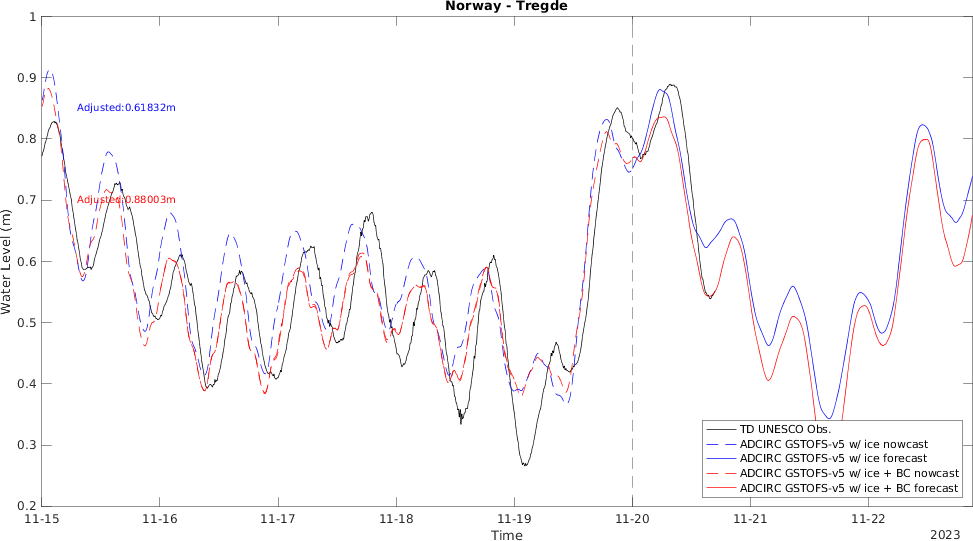 Norway - Tregde
1
0.9
0.8
0.7
0.6
0.5
0.4
0.3
0.2
Water Level (m)
Adjusted:0.61832m
Adjusted:0.88003m
TD UNESCO Obs.
ADCIRC GSTOFS-v5 w/ ice nowcast
ADCIRC GSTOFS-v5 w/ ice forecast
ADCIRC GSTOFS-v5 w/ ice + BC nowcast
ADCIRC GSTOFS-v5 w/ ice + BC forecast
11-15 11-16 11-17 11-18 11-19 11-20 11-21 11-22
Time
2023